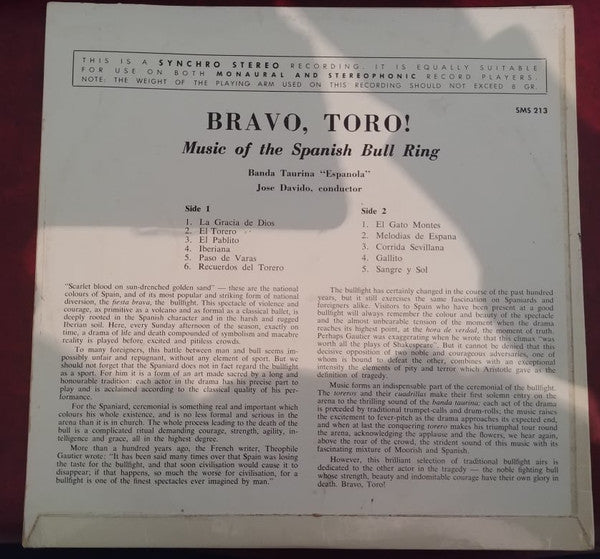 THIS IS A SYNCHRO STEREO RECORDING. IT IS EQUALLY SUITABLE
FOR USE ON BOTH MONAURAL AND STEREOPHONIC RECORD PLAYERS.
NOTE: THE WEIGHT OF THE PLAYING ARM USED ON THIS RECORDING SHOULD NOT EXCEED 8 GR.
SMS 213
BRAVO, TORO!
Music of the Spanish Bull Ring
Banda Taurina "Espanola"
Jose Davido, conductor
Side 1
1. La Gracia de Dios
2. El Torero
3. El Pablito
4. Iberiana
5. Paso de Varas
6. Recuerdos del Torero
Side 2
1. El Gato Montes
2. Melodias de Espana
3. Corrida Sevillana
4. Gallito
5. Sangre y Sol
"Scarlet blood on sun-drenched golden sand" — these are the national
colours of Spain, and of its most popular and striking form of national
diversion, the fiesta brava, the bullfight. This spectacle of violence and
courage, as primitive as a volcano and as formal as a classical ballet, is
deeply rooted in the Spanish character and in the harsh and rugged
Iberian soil. Here, every Sunday afternoon of the season, exactly on
time, a drama of life and death compounded of symbolism and macabre
reality is played before excited and pitiless crowds.
To many foreigners, this battle between man and bull seems im-
possibly unfair and repugnant, without any element of sport. But we
should not forget that the Spaniard does not in fact regard the bullfight
as a sport. For him it is a form of art made sacred by a long and
honourable tradition: each actor in the drama has his precise part to
play and is acclaimed according to the classical quality of his per-
formance.
For the Spaniard, ceremonial is something real and important which
colours his whole existence, and is no less formal and serious in the
arena than it is in church. The whole process leading to the death of the
bull is a complicated ritual demanding courage, strength, agility, in-
telligence and grace, all in the highest degree.
More than a hundred years ago, the French writer, Theophile
Gautier wrote: "It has been said many times over that Spain was losing
the taste for the bullfight, and that soon civilisation would cause it to
disappear; if that happens, so much the worse for civilisation, for a
bullfight is one of the finest spectacles ever imagined by man."
The bullfight has certainly changed in the course of the past hundred
years, but it still exercises the same fascination on Spaniards and
foreigners alike. Visitors to Spain who have been present at a good
bullfight will always remember the colour and beauty of the spectacle
and the almost unbearable tension of the moment when the drama
reaches its highest point, at the hora de verdad, the moment of truth.
Perhaps Gautier was exaggerating when he wrote that this climax "was
worth all the plays of Shakespeare". But it cannot be denied that this
decisive opposition of two noble and courageous adversaries, one of
whom is bound to defeat the other, combines with an exceptional
intensity the elements of pity and terror which Aristotle gave as the
definition of tragedy.
Music forms an indispensable part of the ceremonial of the bullfight.
The toreros and their cuadrillas make their first solemn entry on the
arena to the thrilling sound of the banda taurina; each act of the drama
is preceded by traditional trumpet-calls and drum-rolls; the music raises
the excitement to fever-pitch as the drama approaches its expected end,
and when at last the conquering torero makes his triumphal tour round
the arena, acknowledging the applause and the flowers, we hear again,
above the roar of the crowd, the strident sound of this music with its
fascinating mixture of Moorish and Spanish.
However, this brilliant selection of traditional bullfight airs is
dedicated to the other actor in the tragedy — the noble fighting bull
whose strength, beauty and indomitable courage have their own glory in
death. Bravo, Toro!